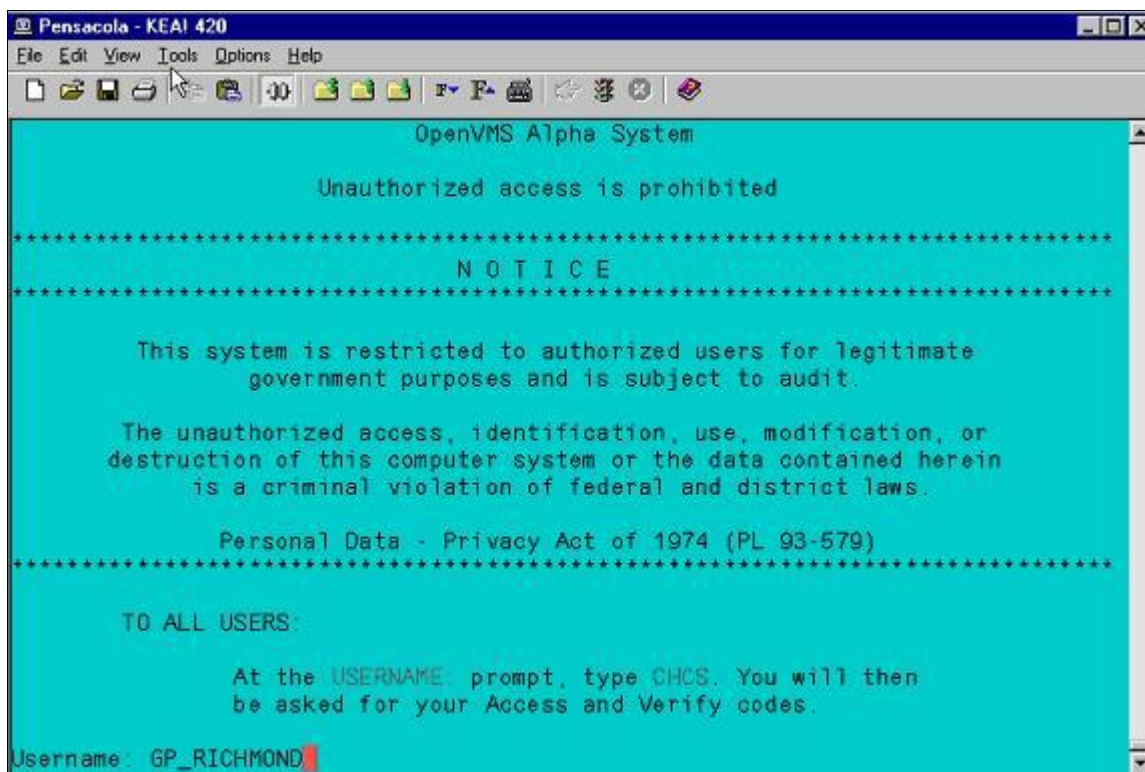 Pensacola - KEA! 420
File Edit View Tools Options Help
OpenVMS Alpha System
Unauthorized access is prohibited
*******************************************************************************
N O T I C E
*******************************************************************************
This system is restricted to authorized users for legitimate
government purposes and is subject to audit.
The unauthorized access, identification, use, modification, or
destruction of this computer system or the data contained herein
is a criminal violation of federal and district laws.
Personal Data - Privacy Act of 1974 (PL 93-579)
*******************************************************************************
TO ALL USERS:
At the USERNAME: prompt, type CHCS. You will then
be asked for your Access and Verify codes.
Username: GP_RICHMOND